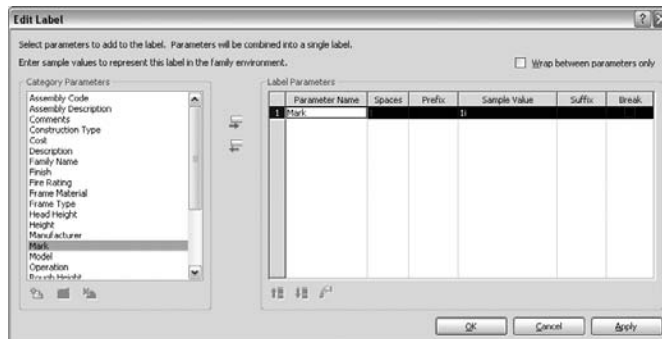 Edit Label
Select parameters to add to the label. Parameters will be combined into a single label.
Enter sample values to represent this label in the family environment.
Wrap between parameters only
Category Parameters
Assembly Code
Assembly Description
Comments
Construction Type
Cost
Description
Family Name
Finish
Fire Rating
Frame Material
Frame Type
Head Height
Height
Manufacturer
Mark
Model
Operation
Rough Height
Label Parameters
Parameter Name Spaces Prefix Sample Value Suffix Break
1 Mark 1i
OK Cancel Apply